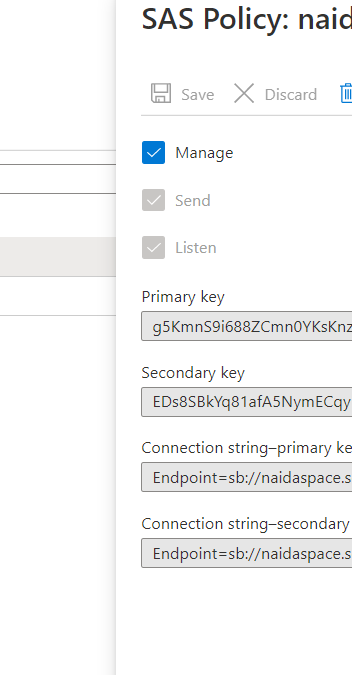 SAS Policy: naid
Save Discard
Manage
Send
Listen
Primary key
g5KmnS9i688ZCmn0YKsKnz
Secondary key
EDs8SBkYq81afA5NymECqy
Connection string–primary ke
Endpoint=sb://naidaspace.s
Connection string–secondary
Endpoint=sb://naidaspace.s